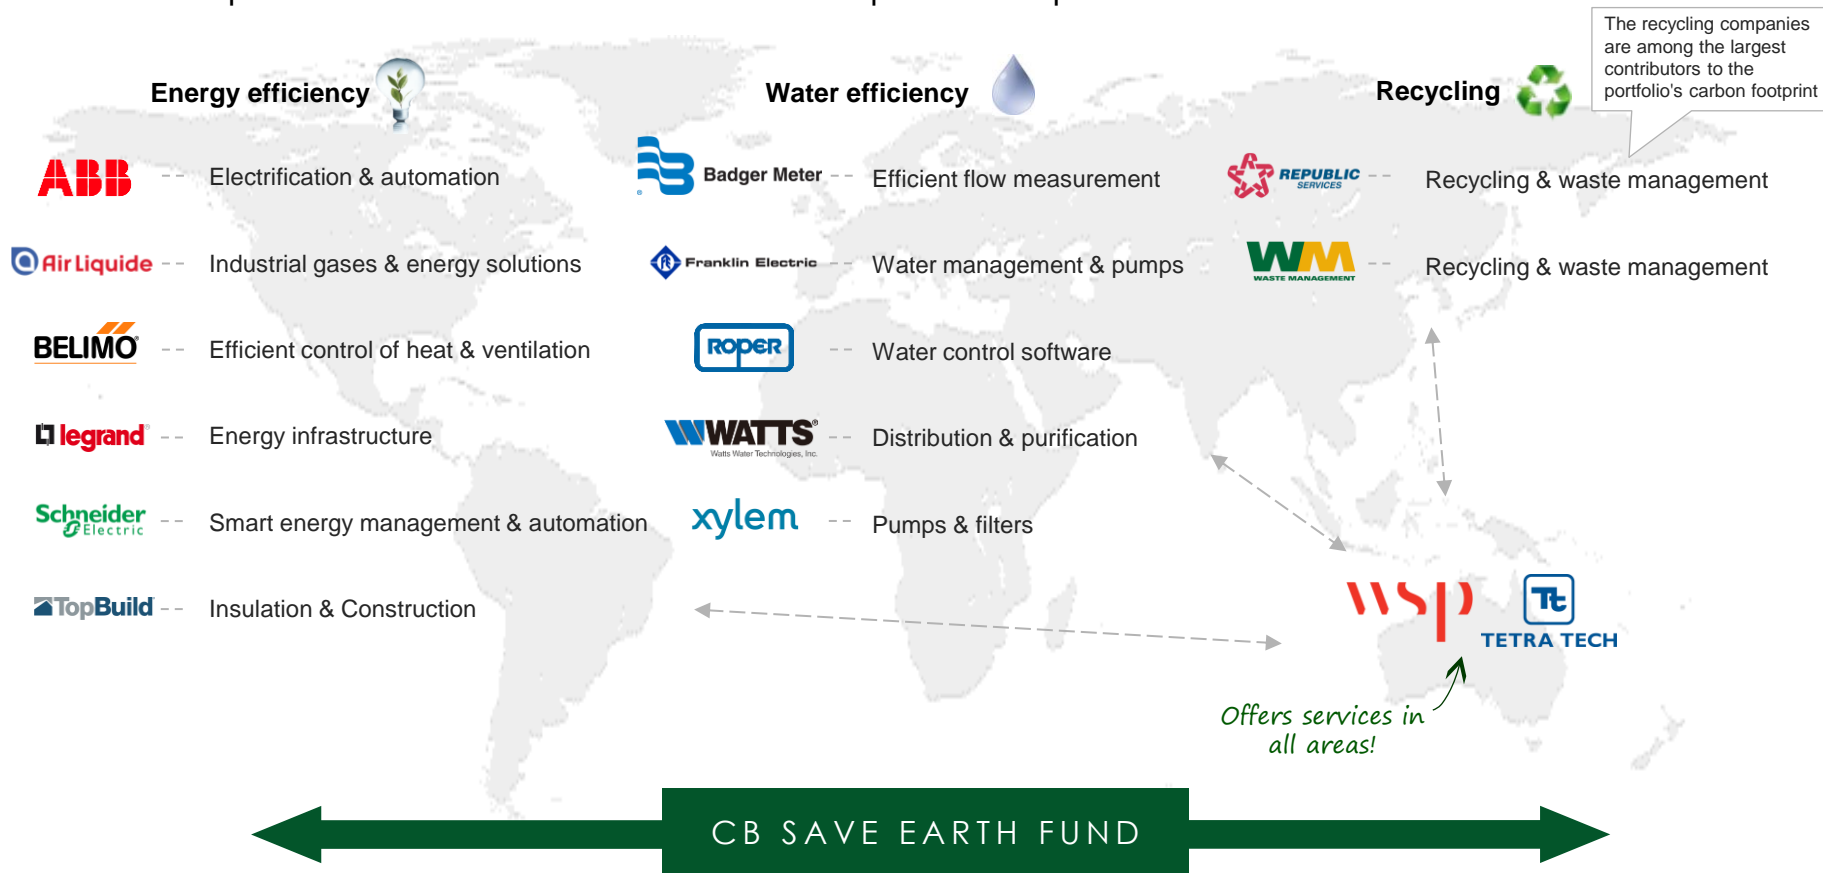 The recycling companies
are among the largest
contributors to the
portfolio's carbon footprint
Energy efficiency
Water efficiency
Recycling
ABB
Electrification & automation
Badger Meter
Efficient flow measurement
REPUBLIC
SERVICES
Recycling & waste management
Air Liquide
Industrial gases & energy solutions
Franklin Electric
Water management & pumps
WM
WASTE MANAGEMENT
Recycling & waste management
BELIMO
Efficient control of heat & ventilation
ROPER
Water control software
legrand
Energy infrastructure
WATTS
Watts Water Technologies, Inc.
Distribution & purification
Schneider
Electric
Smart energy management & automation
xylem
Pumps & filters
TopBuild
Insulation & Construction
wsp
Tt
TETRA TECH
Offers services in
all areas!
CB SAVE EARTH FUND